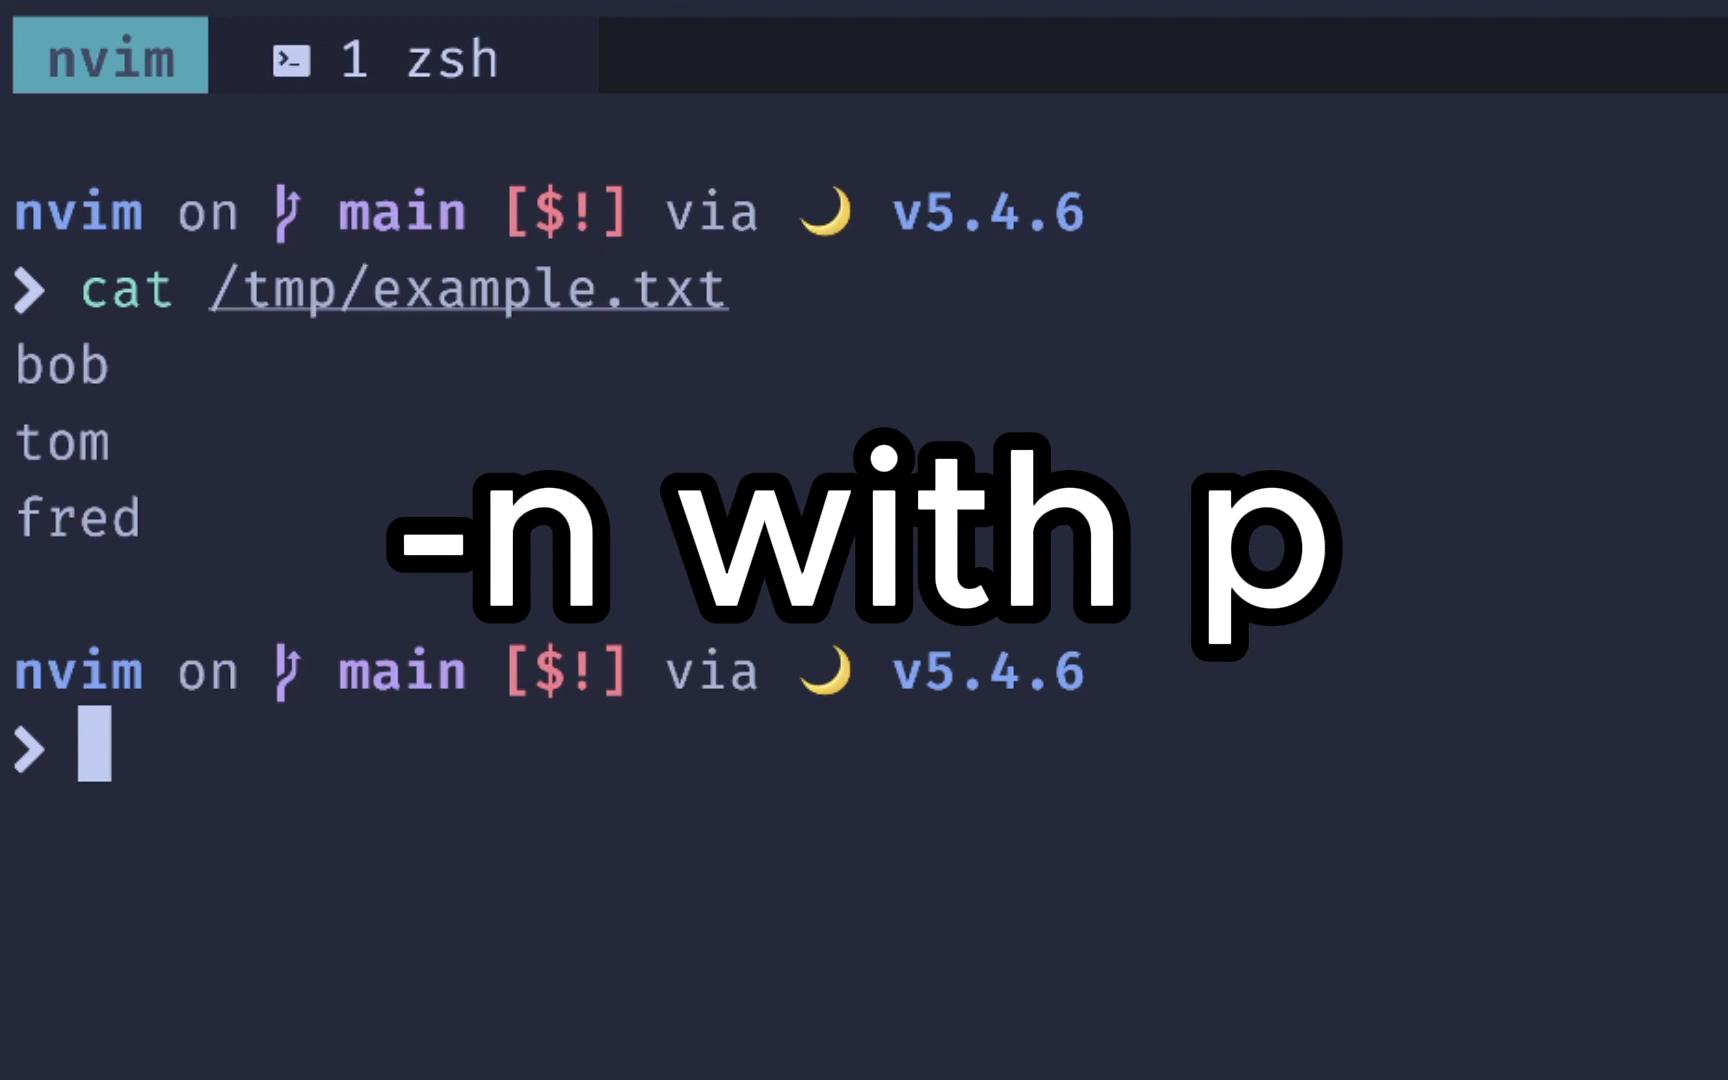 nvim 1 zsh
nvim on main [$!] via 🌙 v5.4.6
❯ cat /tmp/example.txt
bob
tom
fred
-n with p
nvim on main [$!] via 🌙 v5.4.6
❯